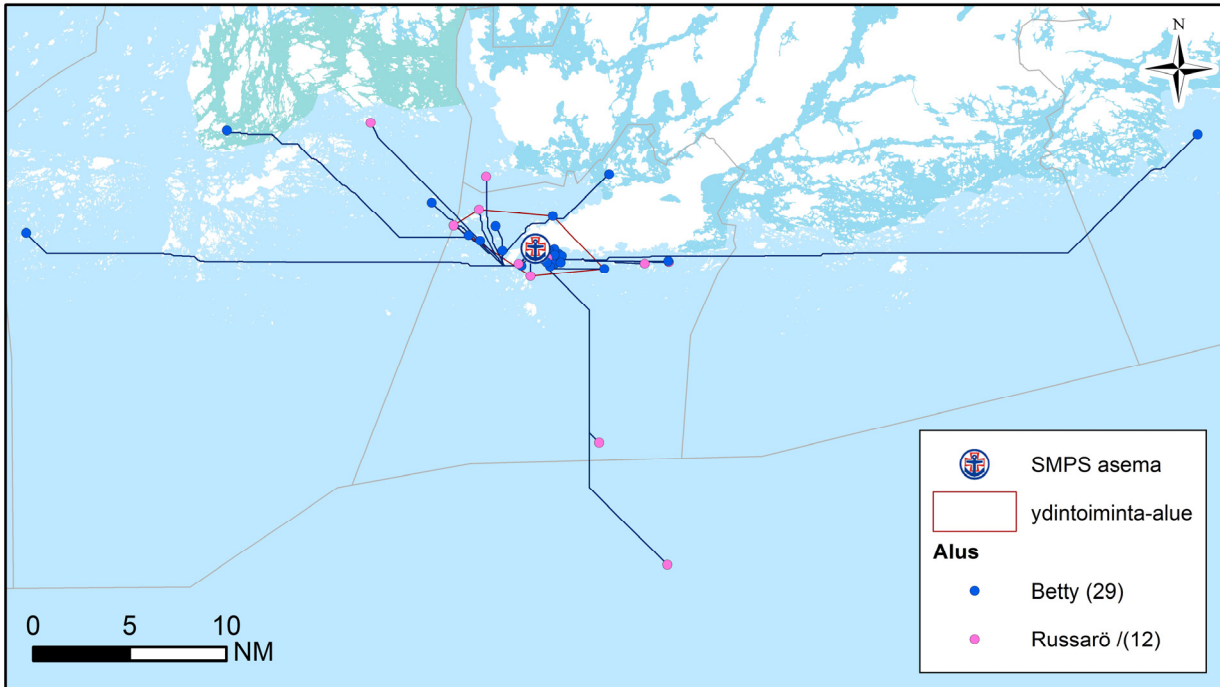 N
SMPS asema
ydintoiminta-alue
Alus
Betty (29)
Russarö /(12)
0 5 10
NM